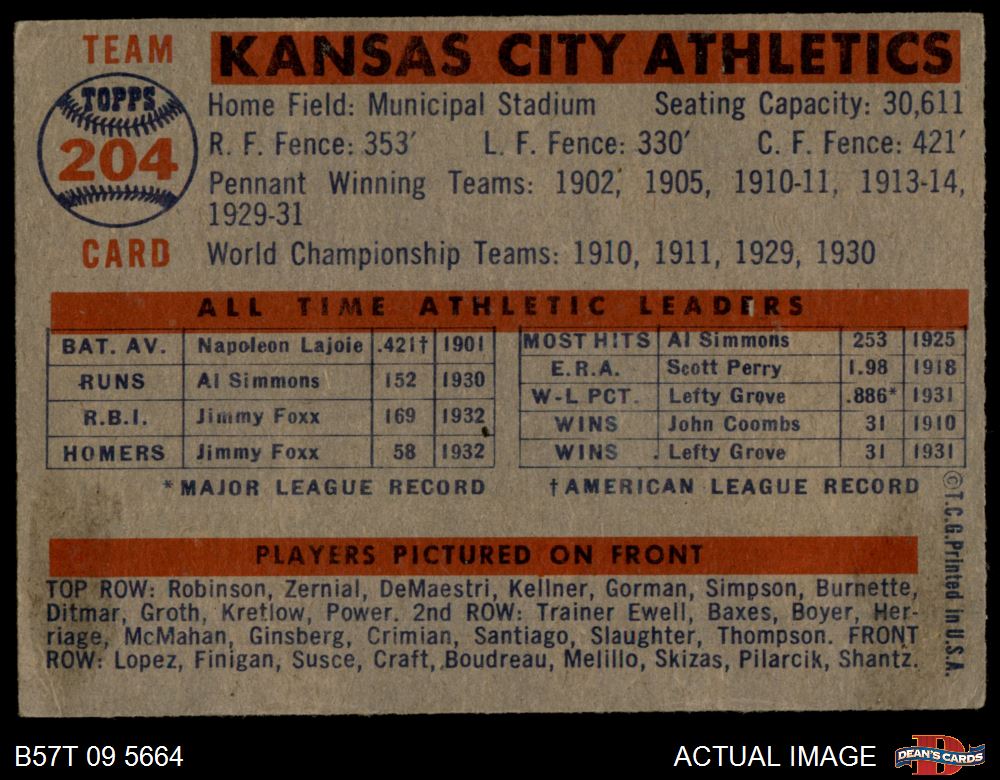 TEAM
KANSAS CITY ATHLETICS
TOPPS
204
CARD
Home Field: Municipal Stadium Seating Capacity: 30,611
R. F. Fence: 353′ L. F. Fence: 330′ C. F. Fence: 421′
Pennant Winning Teams: 1902, 1905, 1910-11, 1913-14,
1929-31
World Championship Teams: 1910, 1911, 1929, 1930
ALL TIME ATHLETIC LEADERS
BAT. AV. Napoleon Lajoie .421† 1901
RUNS Al Simmons 152 1930
R.B.I. Jimmy Foxx 169 1932
HOMERS Jimmy Foxx 58 1932
MOST HITS Al Simmons 253 1925
E.R.A. Scott Perry 1.98 1918
W-L PCT. Lefty Grove .886* 1931
WINS John Coombs 31 1910
WINS Lefty Grove 31 1931
*MAJOR LEAGUE RECORD †AMERICAN LEAGUE RECORD
©T.C.G. Printed in U.S.A.
PLAYERS PICTURED ON FRONT
TOP ROW: Robinson, Zernial, DeMaestri, Kellner, Gorman, Simpson, Burnette,
Ditmar, Groth, Kretlow, Power. 2nd ROW: Trainer Ewell, Baxes, Boyer, Her-
riage, McMahan, Ginsberg, Crimian, Santiago, Slaughter, Thompson. FRONT
ROW: Lopez, Finigan, Susce, Craft, Boudreau, Melillo, Skizas, Pilarcik, Shantz.
B57T 09 5664
ACTUAL IMAGE
D
DEAN'S CARDS